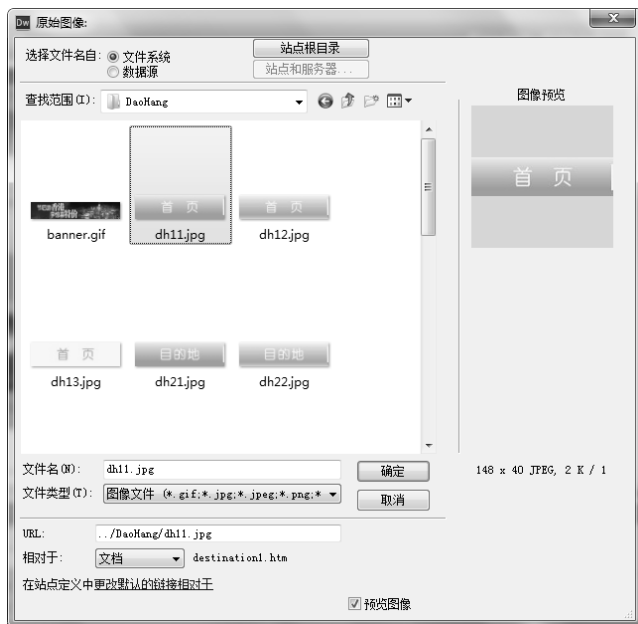 Dw 原始图像:
选择文件名自: 文件系统 站点根目录
数据源 站点和服务器...
查找范围(I): DaoHang
图像预览
首 页
首 页 首 页
banner.gif dh11.jpg dh12.jpg
首 页 目的地 目的地
dh13.jpg dh21.jpg dh22.jpg
文件名(N): dh11.jpg 确定
148 x 40 JPEG, 2 K / 1
文件类型(T): 图像文件 (*.gif;*.jpg;*.jpeg;*.png;* 取消
URL: ../DaoHang/dh11.jpg
相对于: 文档 destination1.htm
在站点定义中更改默认的链接相对于
预览图像